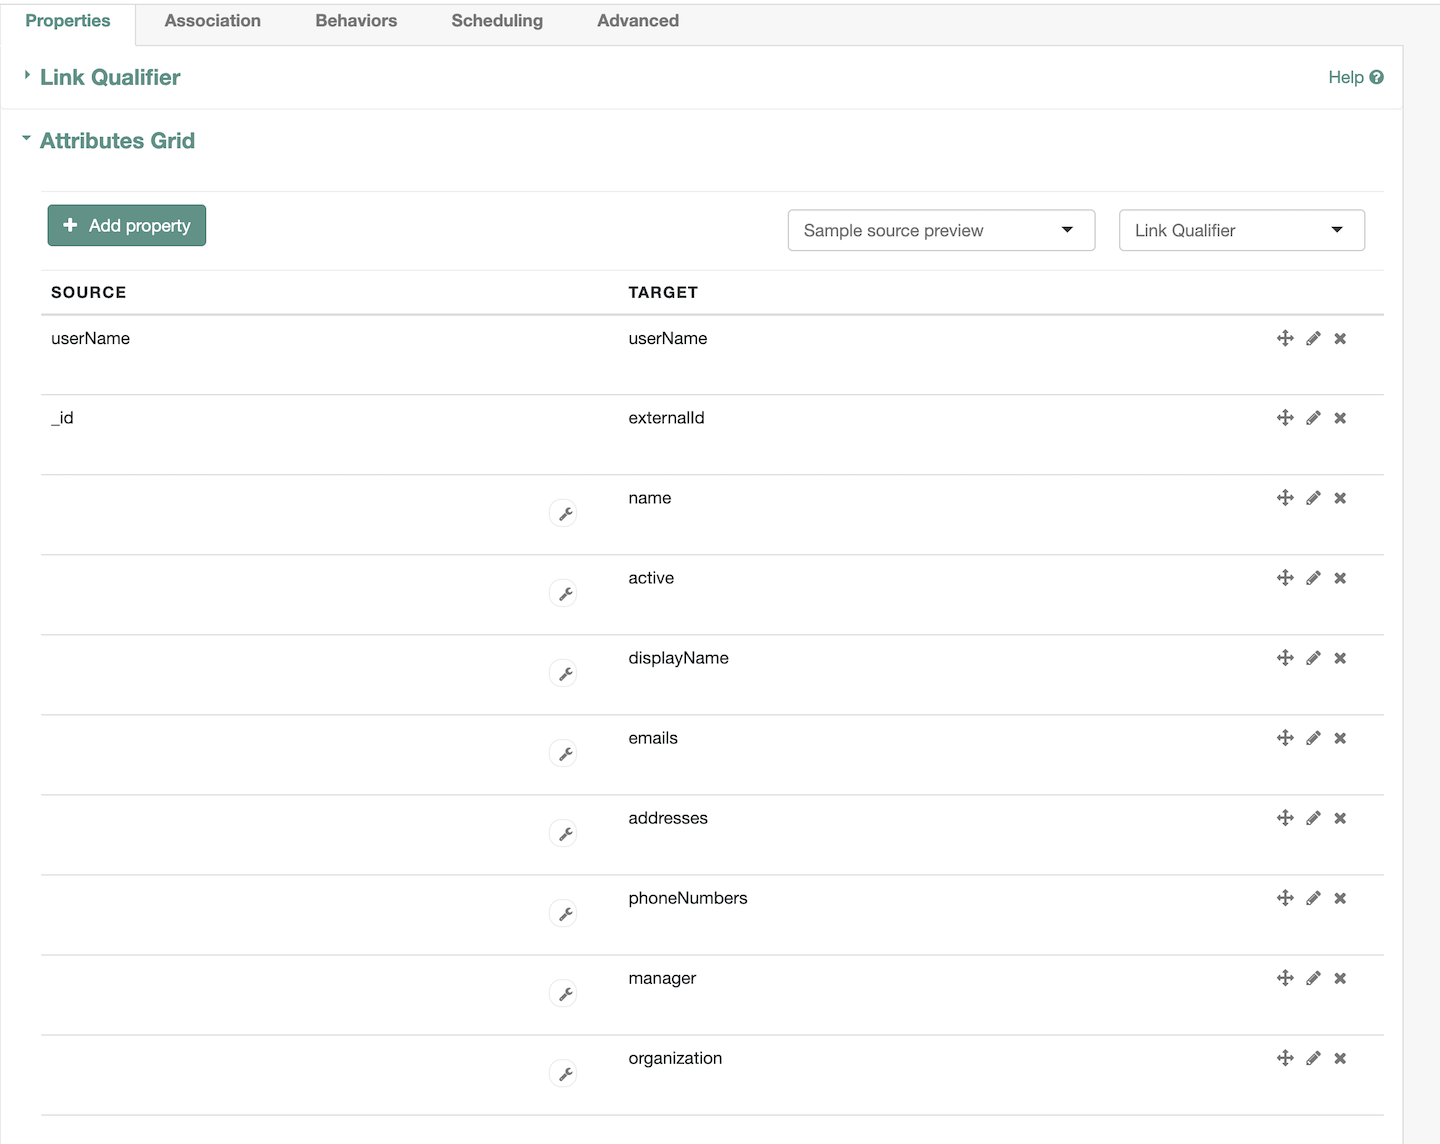 Properties Association Behaviors Scheduling Advanced
Link Qualifier Help
Attributes Grid
Add property Sample source preview Link Qualifier
SOURCE TARGET
userName userName
_id externalId
name
active
displayName
emails
addresses
phoneNumbers
manager
organization